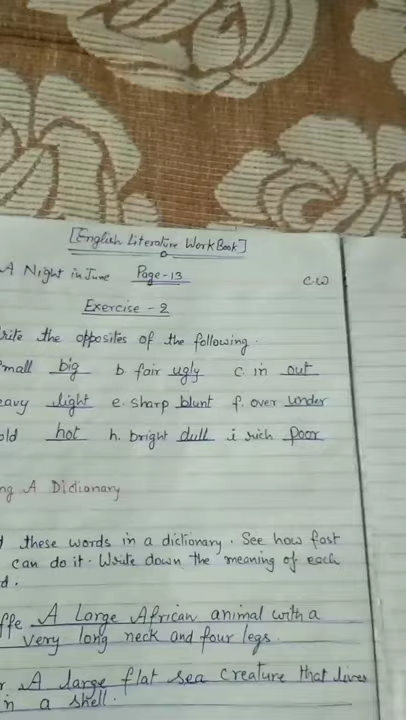 [English Literature Work Book]
A Night in June Page-13 C.W
Exercise - 2
rite the opposites of the following.
mall big b. fair ugly c. in out
eavy light e. sharp blunt f. over under
old hot h. bright dull i rich poor
ng A Dictionary
these words in a dictionary. See how fast
can do it. Write down the meaning of each
d.
ffe A Large African animal with a
very long neck and four legs.
r A large flat sea creature that lives
in a shell.